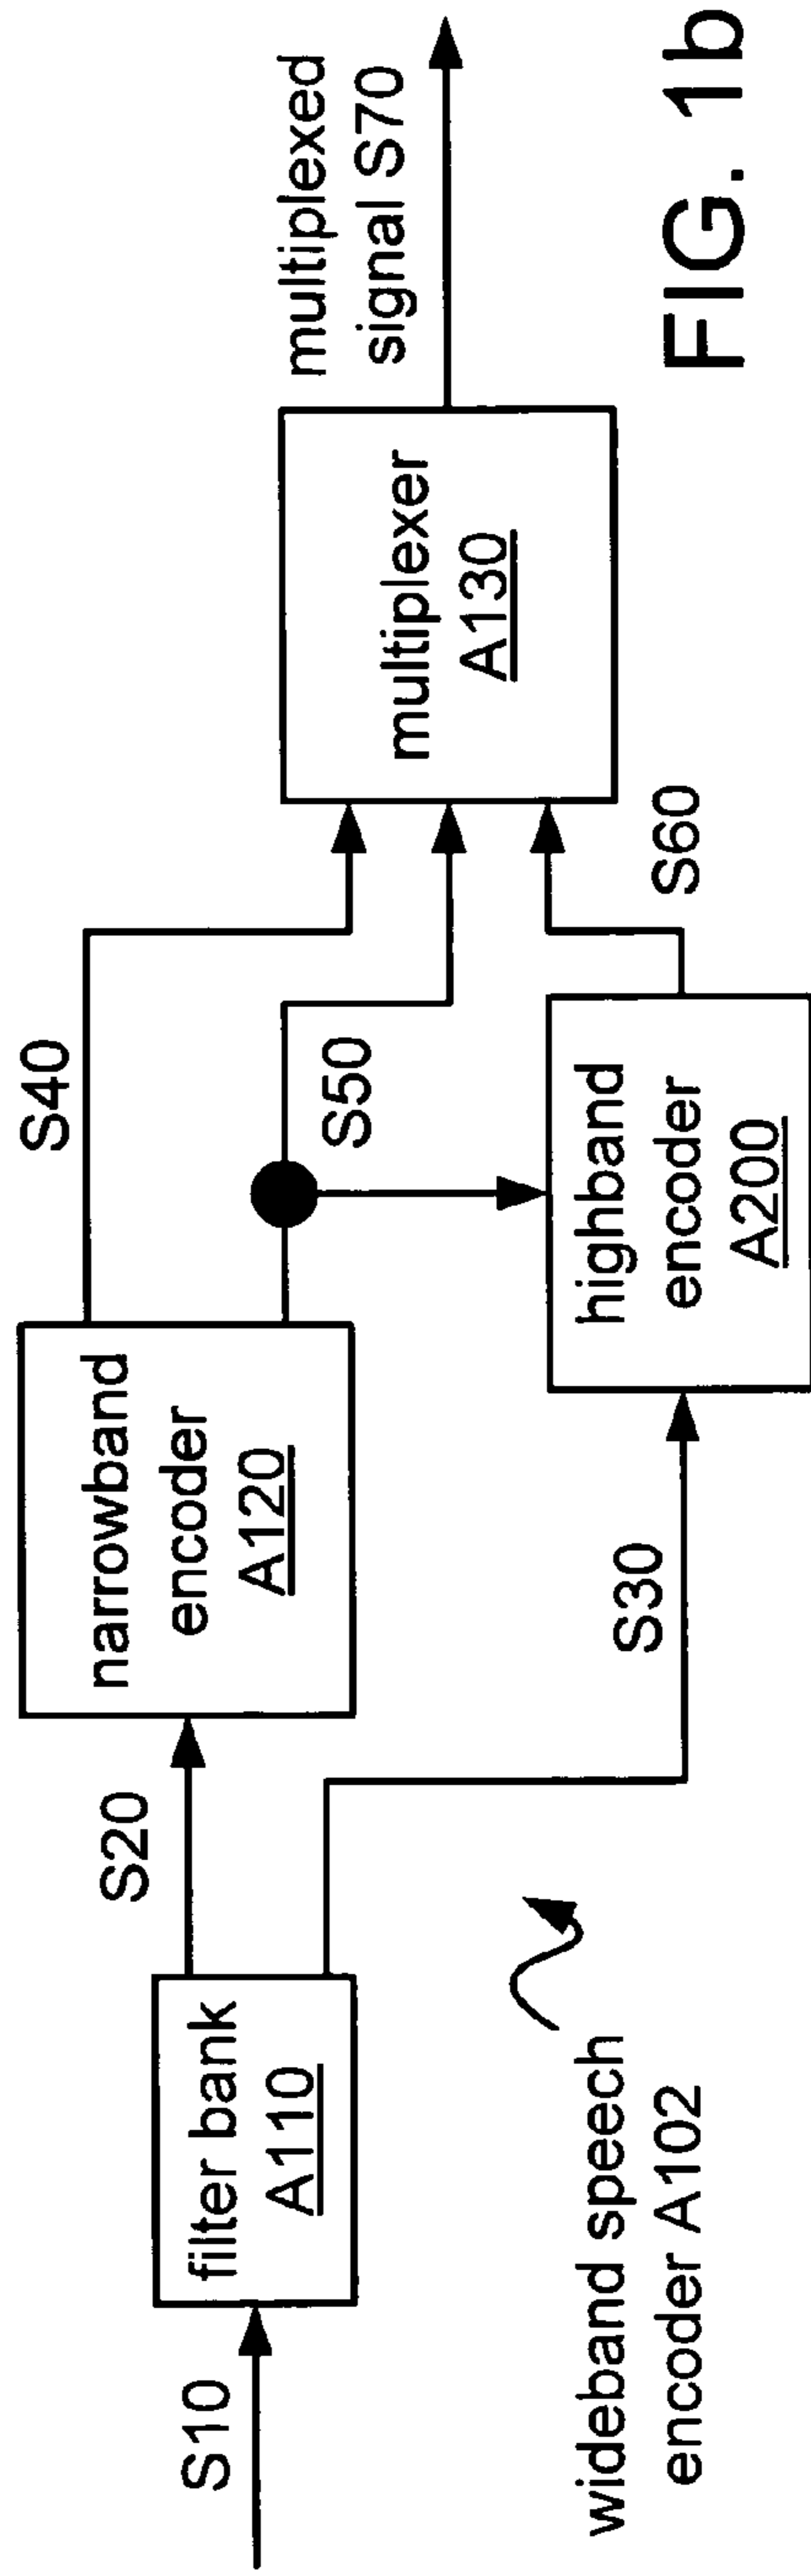 S10
filter bank
A110
S20
S30
narrowband
encoder
A120
S40
S50
highband
encoder
A200
S60
multiplexer
A130
multiplexed
signal S70
wideband speech
encoder A102
FIG. 1b